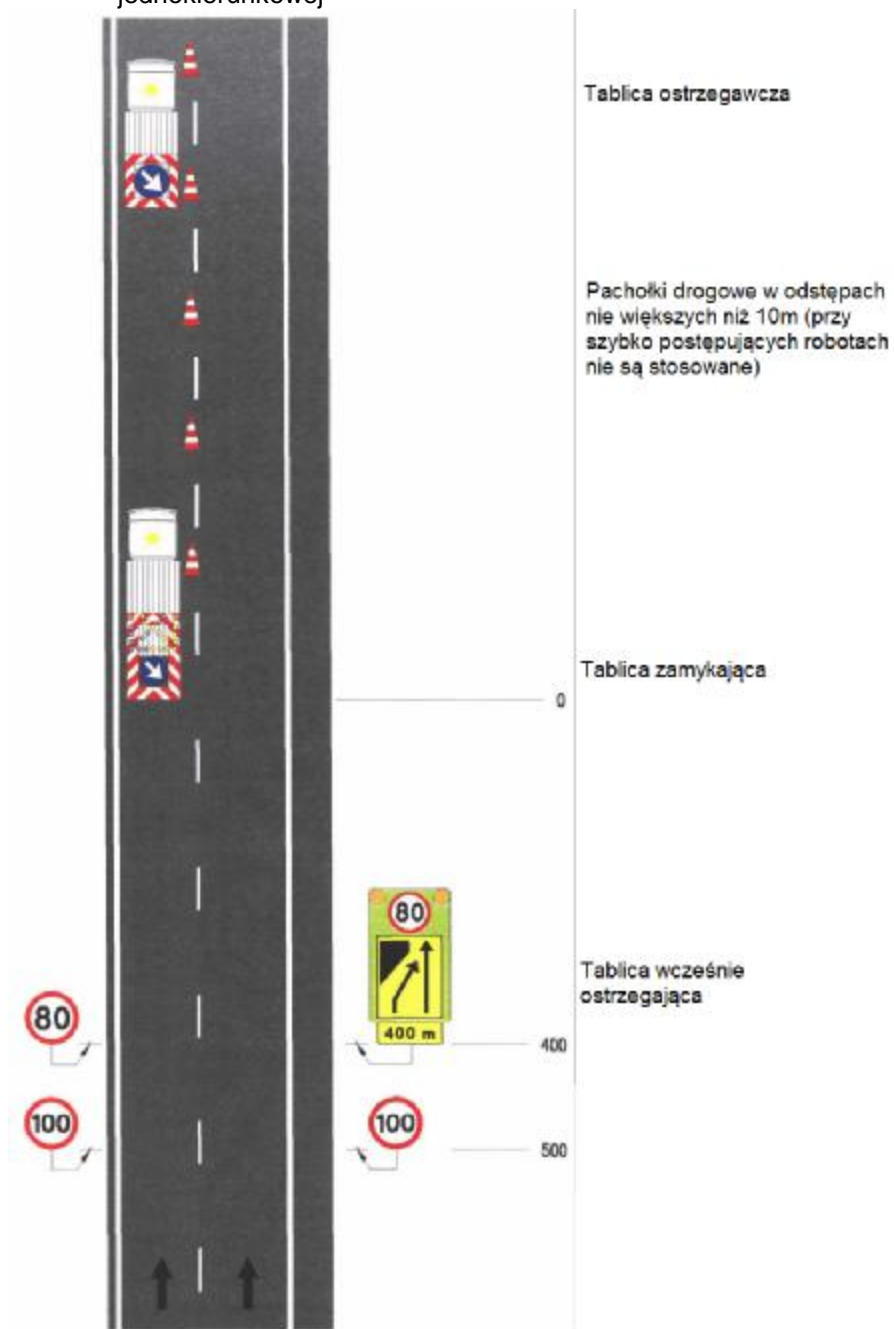 jednokierunkowej
Tablica ostrzegawcza
Pachołki drogowe w odstępach
nie większych niż 10m (przy
szybko postępujących robotach
nie są stosowane)
Tablica zamykająca
0
80
Tablica wcześnie
ostrzegająca
80
400 m
400
100
100
500